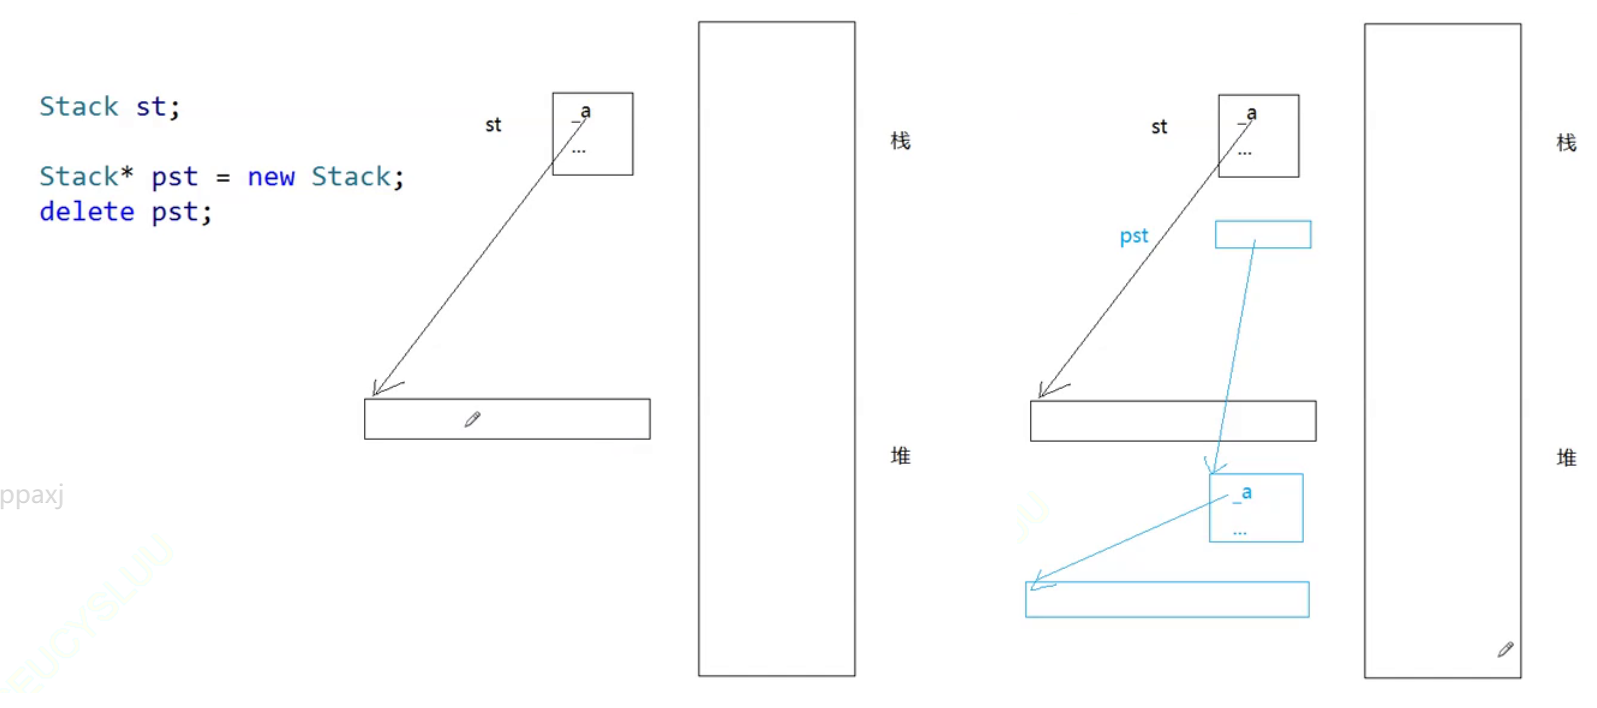 Stack st;
Stack* pst = new Stack;
delete pst;
st
_a
...
栈
堆
st
_a
...
pst
_a
...
栈
堆
ppaxj